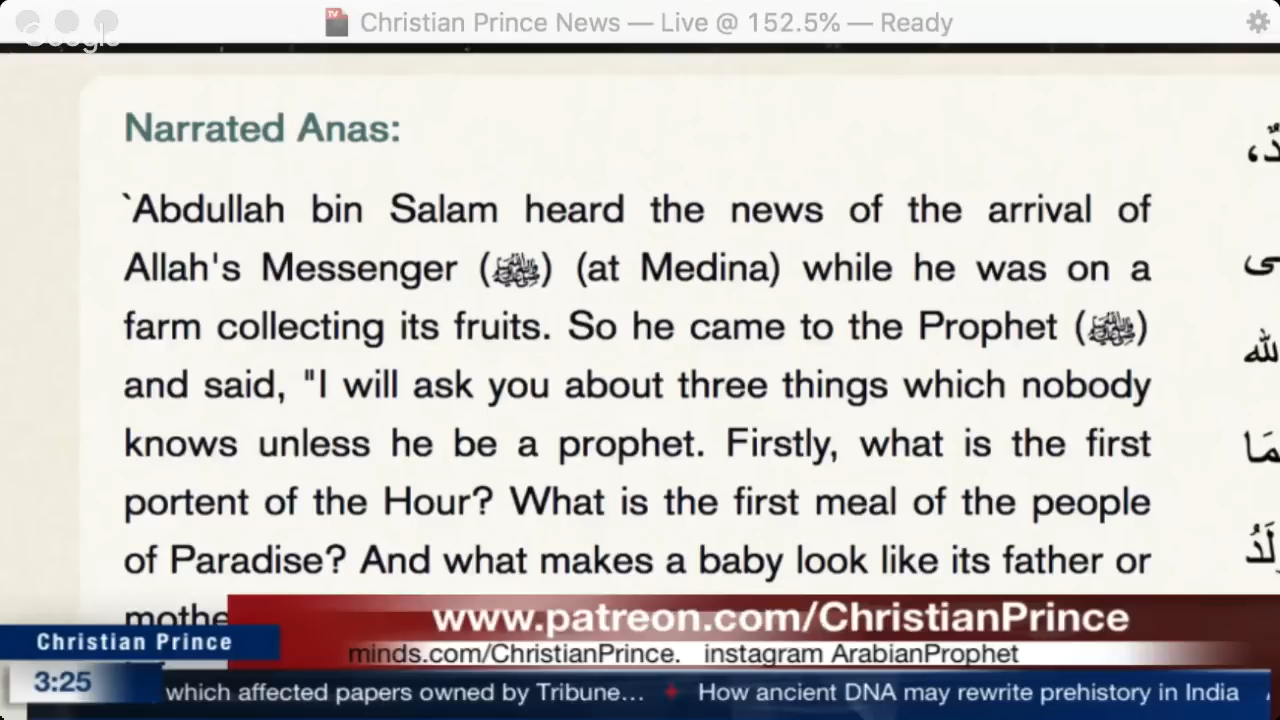 Christian Prince News — Live @ 152.5% — Ready
Google
Narrated Anas:
`Abdullah bin Salam heard the news of the arrival of
Allah's Messenger (ﷺ) (at Medina) while he was on a
farm collecting its fruits. So he came to the Prophet (ﷺ)
and said, "I will ask you about three things which nobody
knows unless he be a prophet. Firstly, what is the first
portent of the Hour? What is the first meal of the people
of Paradise? And what makes a baby look like its father or
www.patreon.com/ChristianPrince
Christian Prince
minds.com/ChristianPrince. instagram ArabianProphet
3:25
which affected papers owned by Tribune... How ancient DNA may rewrite prehistory in India